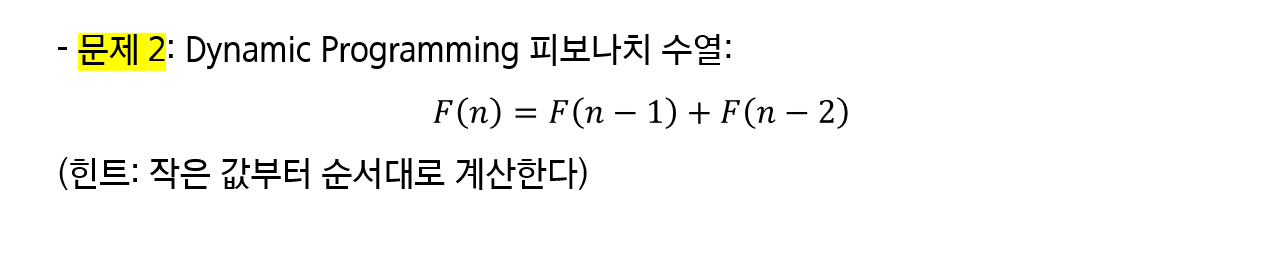 - 문제 2: Dynamic Programming 피보나치 수열:
F(n) = F(n − 1) + F(n − 2)
(힌트: 작은 값부터 순서대로 계산한다)